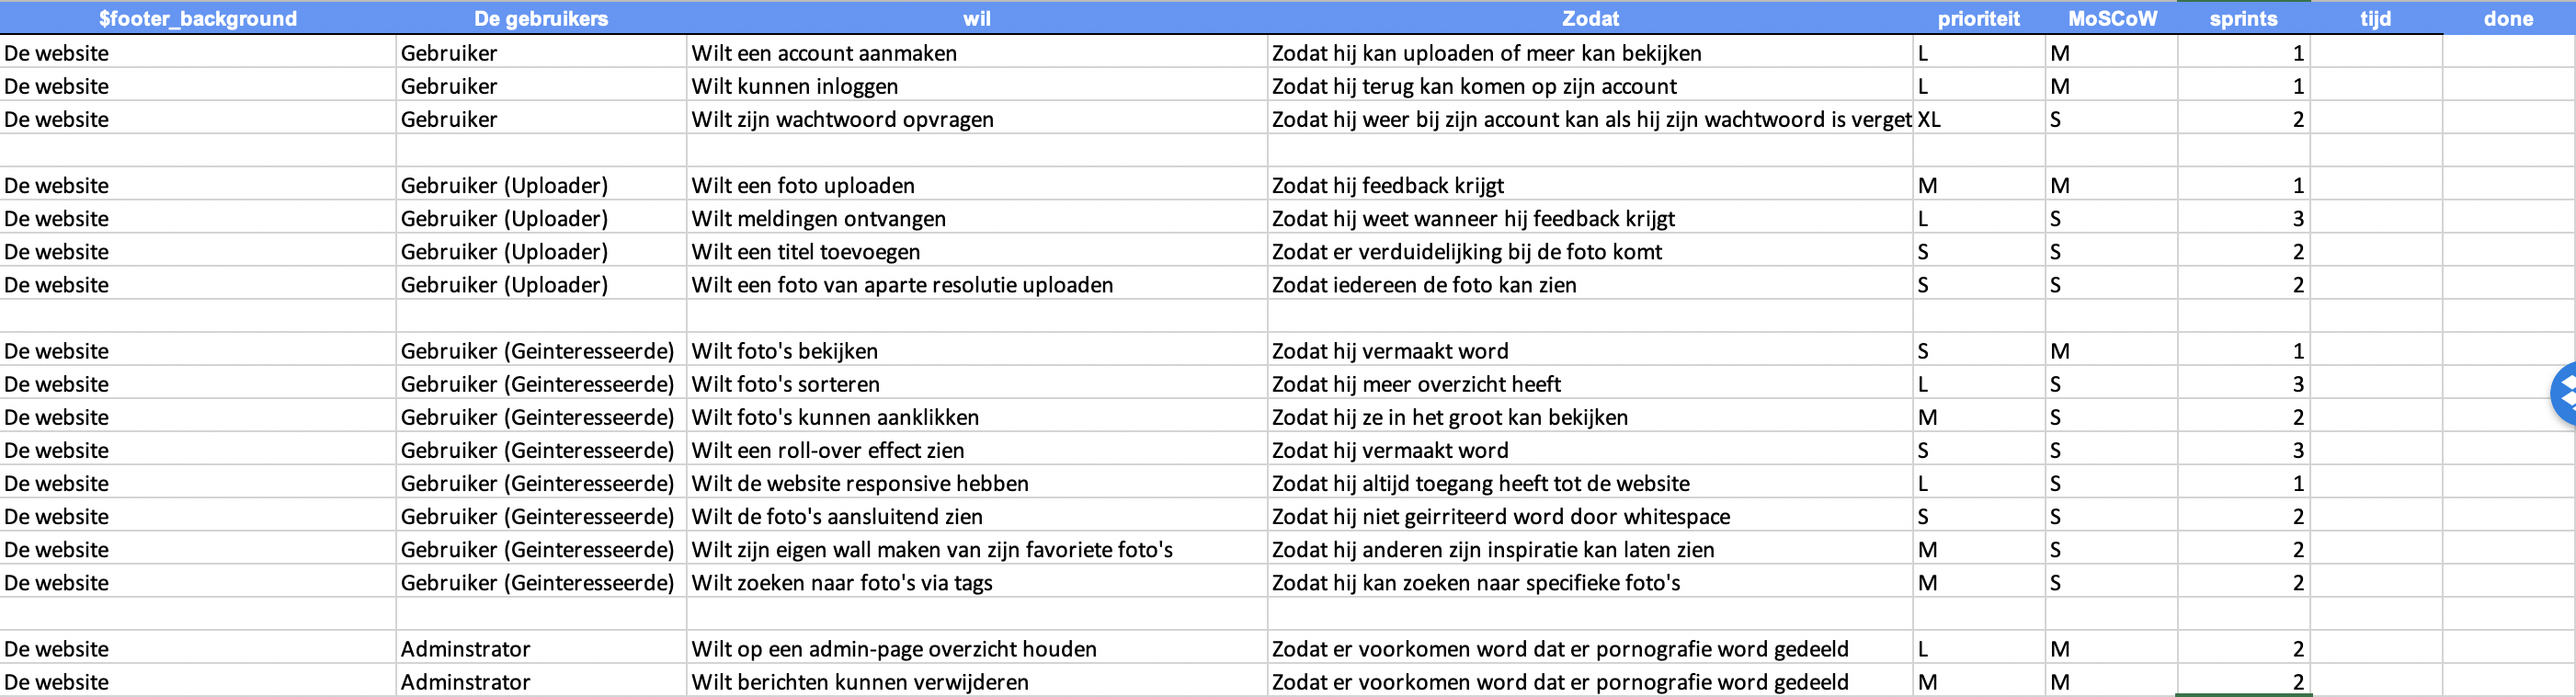 $footer_background De gebruikers wil Zodat prioriteit MoSCoW sprints tijd done
De website Gebruiker Wilt een account aanmaken Zodat hij kan uploaden of meer kan bekijken L M 1
De website Gebruiker Wilt kunnen inloggen Zodat hij terug kan komen op zijn account L M 1
De website Gebruiker Wilt zijn wachtwoord opvragen Zodat hij weer bij zijn account kan als hij zijn wachtwoord is verget XL S 2
De website Gebruiker (Uploader) Wilt een foto uploaden Zodat hij feedback krijgt M M 1
De website Gebruiker (Uploader) Wilt meldingen ontvangen Zodat hij weet wanneer hij feedback krijgt L S 3
De website Gebruiker (Uploader) Wilt een titel toevoegen Zodat er verduidelijking bij de foto komt S S 2
De website Gebruiker (Uploader) Wilt een foto van aparte resolutie uploaden Zodat iedereen de foto kan zien S S 2
De website Gebruiker (Geinteresseerde) Wilt foto's bekijken Zodat hij vermaakt word S M 1
De website Gebruiker (Geinteresseerde) Wilt foto's sorteren Zodat hij meer overzicht heeft L S 3
De website Gebruiker (Geinteresseerde) Wilt foto's kunnen aanklikken Zodat hij ze in het groot kan bekijken M S 2
De website Gebruiker (Geinteresseerde) Wilt een roll-over effect zien Zodat hij vermaakt word S S 3
De website Gebruiker (Geinteresseerde) Wilt de website responsive hebben Zodat hij altijd toegang heeft tot de website L S 1
De website Gebruiker (Geinteresseerde) Wilt de foto's aansluitend zien Zodat hij niet geirriteerd word door whitespace S S 2
De website Gebruiker (Geinteresseerde) Wilt zijn eigen wall maken van zijn favoriete foto's Zodat hij anderen zijn inspiratie kan laten zien M S 2
De website Gebruiker (Geinteresseerde) Wilt zoeken naar foto's via tags Zodat hij kan zoeken naar specifieke foto's M S 2
De website Adminstrator Wilt op een admin-page overzicht houden Zodat er voorkomen word dat er pornografie word gedeeld L M 2
De website Adminstrator Wilt berichten kunnen verwijderen Zodat er voorkomen word dat er pornografie word gedeeld M M 2